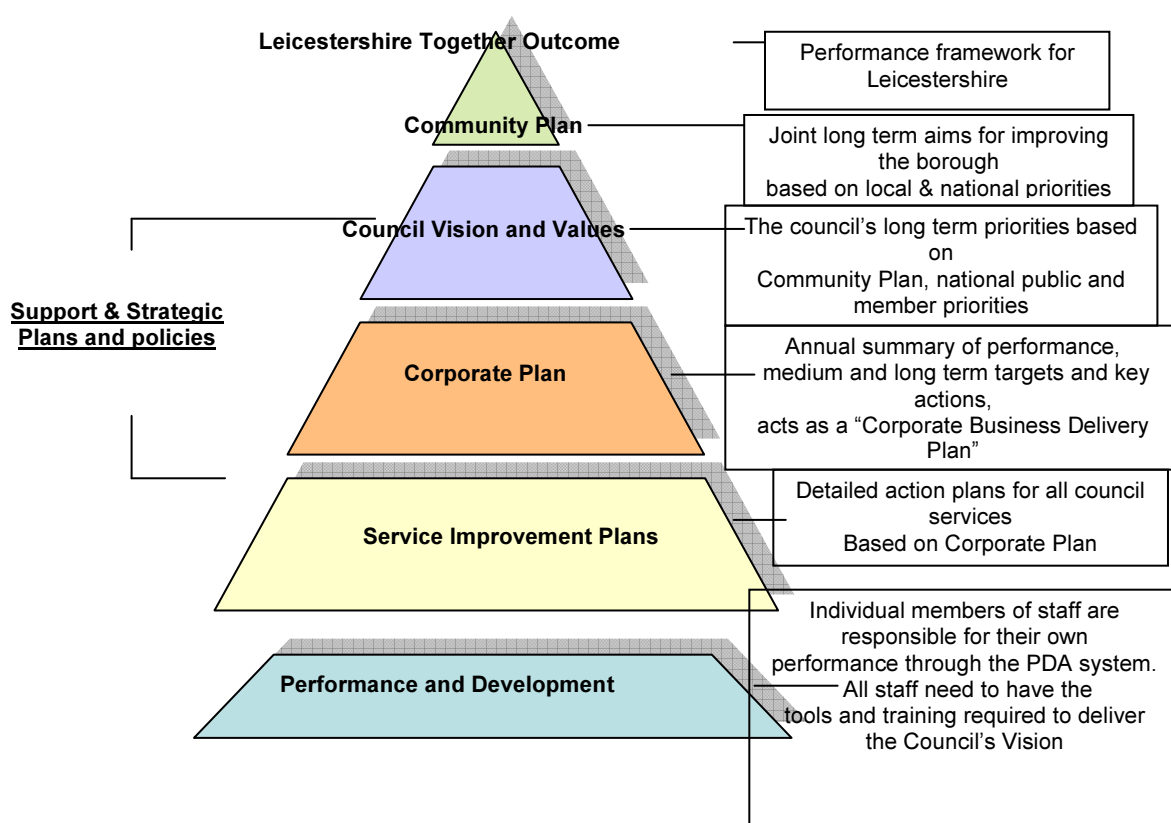 Leicestershire Together Outcome
Performance framework for
Leicestershire
Community Plan
Joint long term aims for improving
the borough
based on local & national priorities
Council Vision and Values
The council’s long term priorities based
on
Community Plan, national public and
member priorities
Support & Strategic
Plans and policies
Corporate Plan
Annual summary of performance,
medium and long term targets and key
actions,
acts as a “Corporate Business Delivery
Plan”
Service Improvement Plans
Detailed action plans for all council
services
Based on Corporate Plan
Performance and Development
Individual members of staff are
responsible for their own
performance through the PDA system.
All staff need to have the
tools and training required to deliver
the Council’s Vision